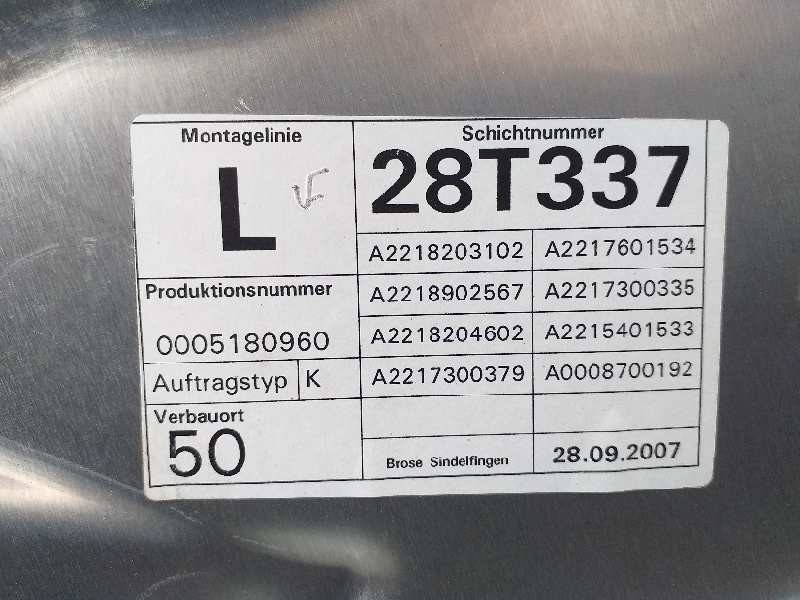 Montagelinie
L
Schichtnummer
28T337
A2218203102 A2217601534
A2218902567 A2217300335
A2218204602 A2215401533
A2217300379 A0008700192
Produktionsnummer
0005180960
Auftragstyp K
Verbauort
50
Brose Sindelfingen 28.09.2007